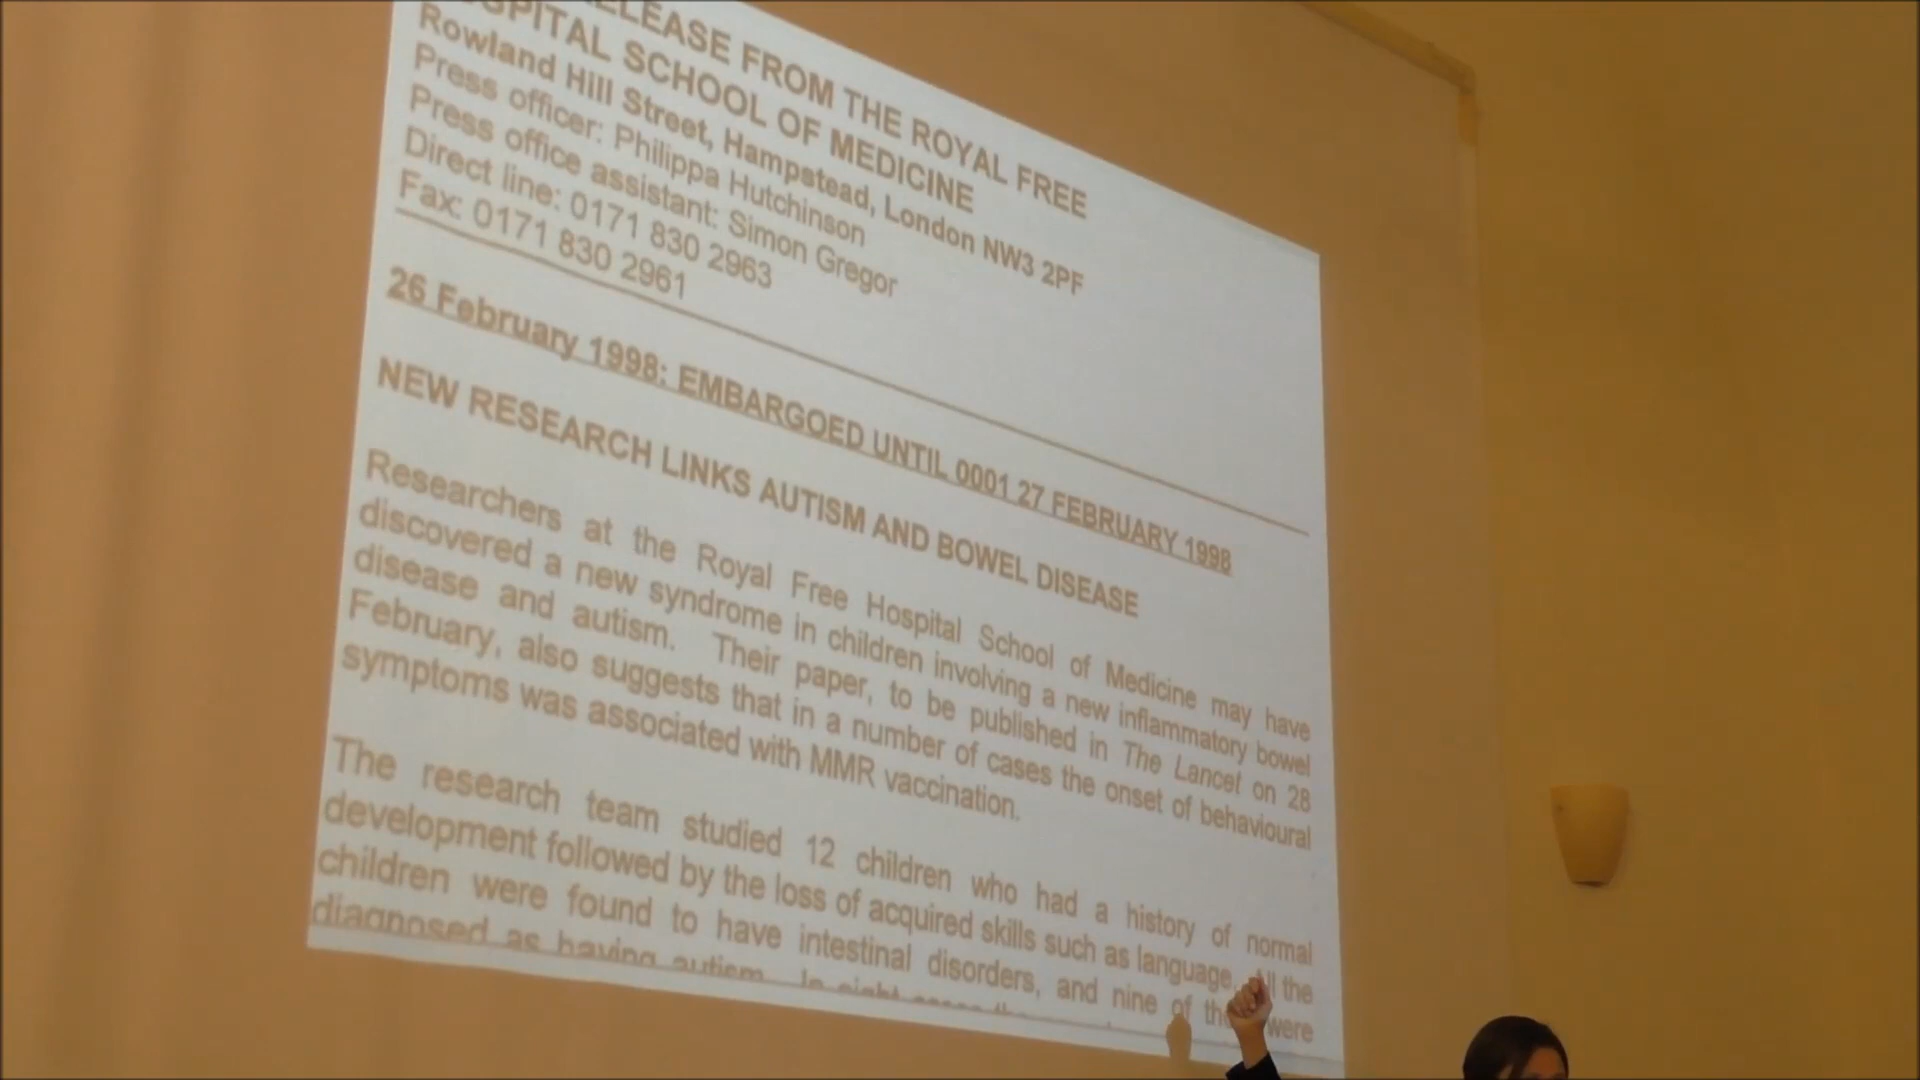 RELEASE FROM THE ROYAL FREE
HOSPITAL SCHOOL OF MEDICINE
Rowland Hill Street, Hampstead, London NW3 2PF
Press officer: Philippa Hutchinson
Press office assistant: Simon Gregor
Direct line: 0171 830 2963
Fax: 0171 830 2961
26 February 1998: EMBARGOED UNTIL 0001 27 FEBRUARY 1998
NEW RESEARCH LINKS AUTISM AND BOWEL DISEASE
Researchers at the Royal Free Hospital School of Medicine may have
discovered a new syndrome in children involving a new inflammatory bowel
disease and autism. Their paper, to be published in The Lancet on 28
February, also suggests that in a number of cases the onset of behavioural
symptoms was associated with MMR vaccination.
The research team studied 12 children who had a history of normal
development followed by the loss of acquired skills such as language. All the
children were found to have intestinal disorders, and nine of them were
diagnosed as having autism. In eight cases the